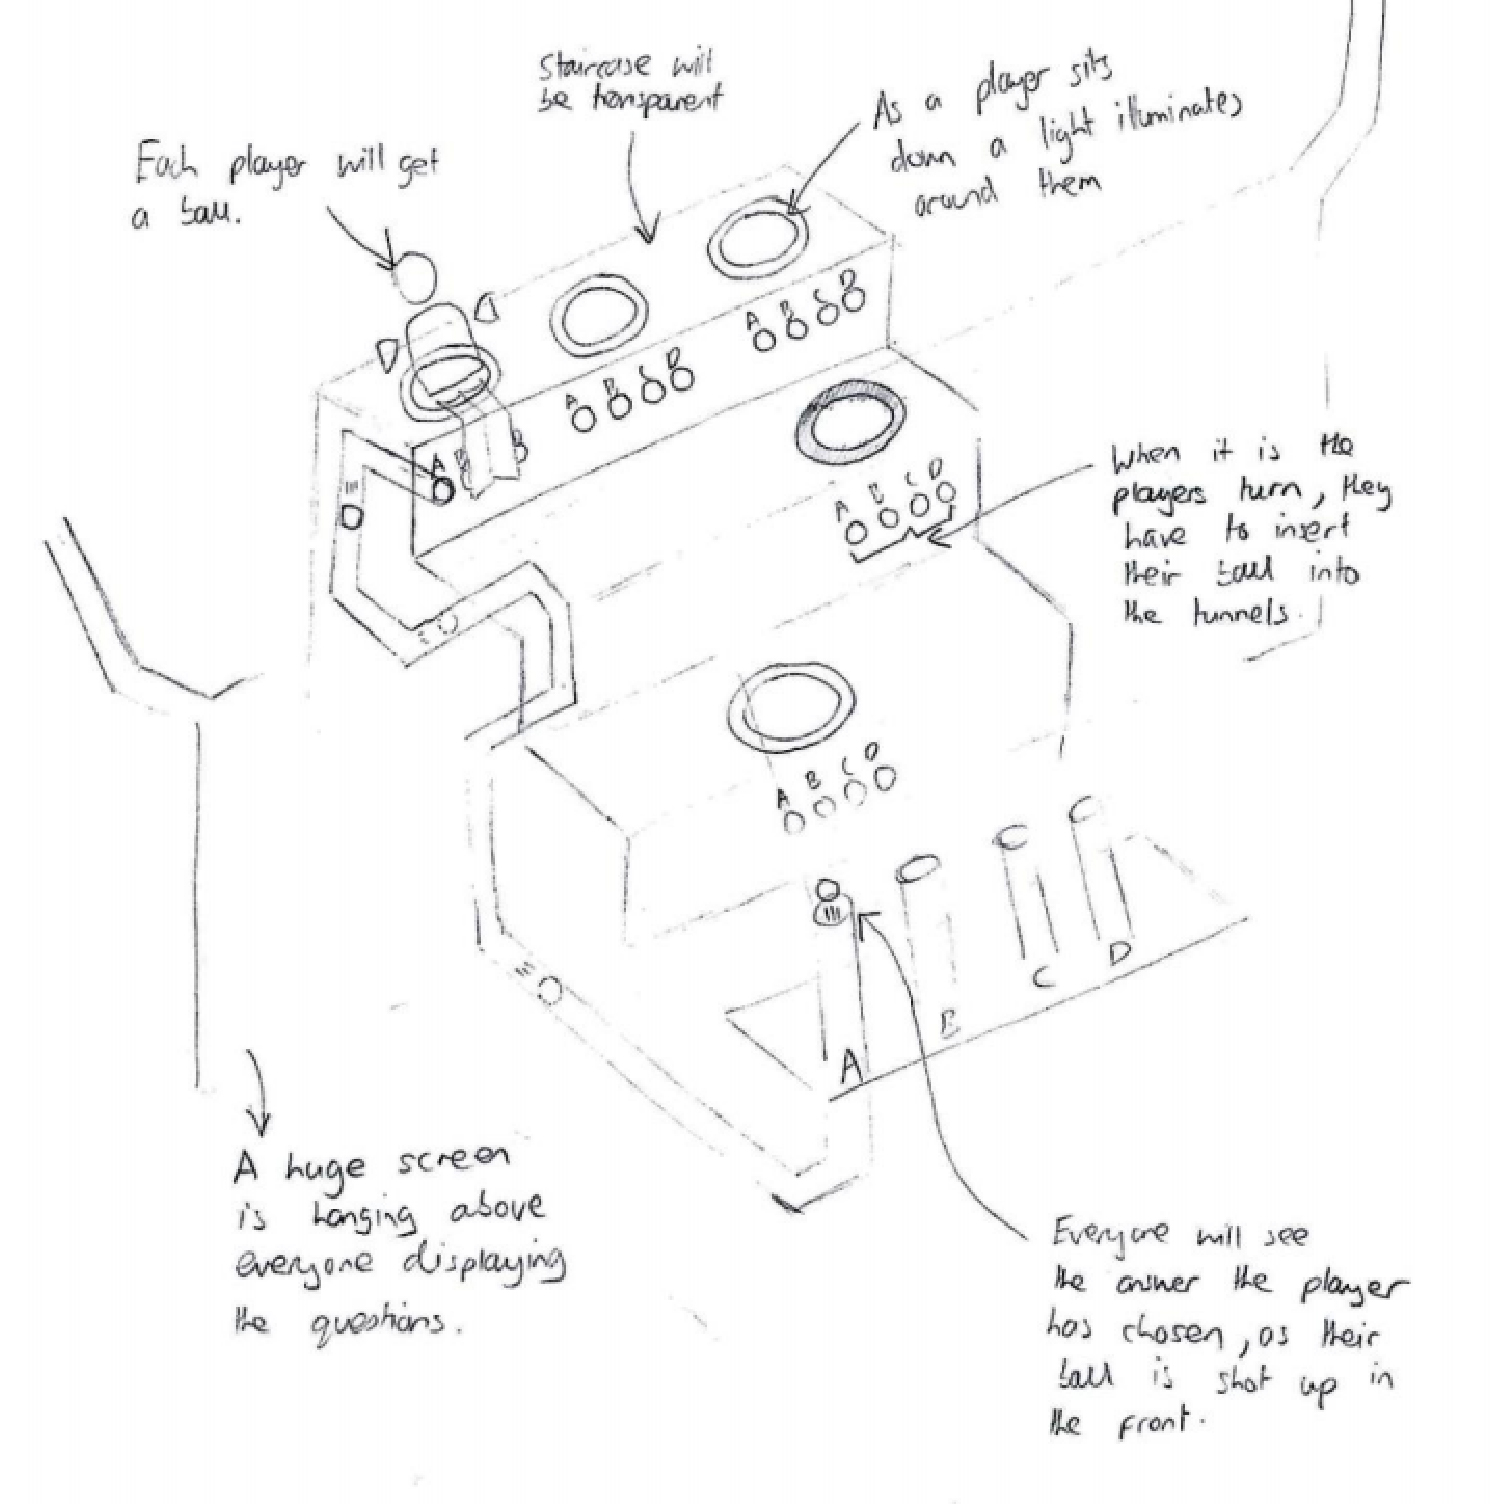 Staircase will
be transparent
As a player sits
down a light illuminates
around them
Each player will get
a ball.
A B C D
A B C D
A B
A B C D
When it is the
players turn, they
have to insert
their ball into
the tunnels.
A B C D
A
B
C
D
A huge screen
is hanging above
everyone displaying
the questions.
Everyone will see
the answer the player
has chosen, as their
ball is shot up in
the front.